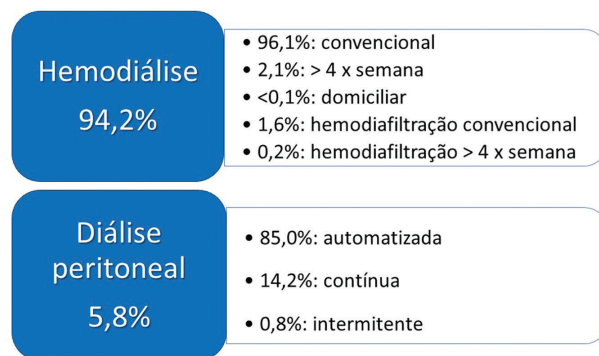 Hemodiálise
94,2%
• 96,1%: convencional
• 2,1%: > 4 x semana
• <0,1%: domiciliar
• 1,6%: hemodiafiltração convencional
• 0,2%: hemodiafiltração > 4 x semana
Diálise
peritoneal
5,8%
• 85,0%: automatizada
• 14,2%: contínua
• 0,8%: intermitente